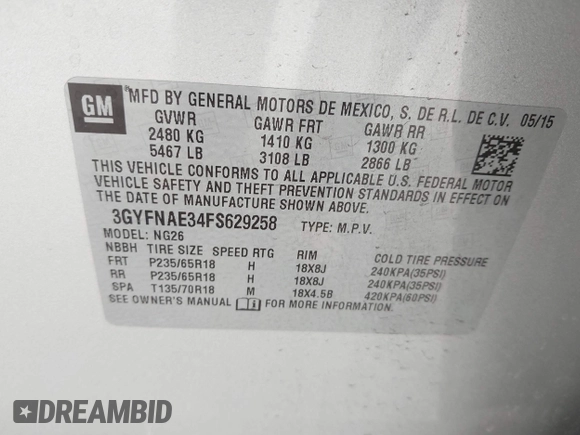 GM
MFD BY GENERAL MOTORS DE MEXICO, S. DE R.L. DE C.V. 05/15
GVWR GAWR FRT GAWR RR
2480 KG 1410 KG 1300 KG
5467 LB 3108 LB 2866 LB
THIS VEHICLE CONFORMS TO ALL APPLICABLE U.S. FEDERAL MOTOR
VEHICLE SAFETY AND THEFT PREVENTION STANDARDS IN EFFECT ON
THE DATE OF MANUFACTURE SHOWN ABOVE.
3GYFNAE34FS629258 TYPE: M.P.V.
MODEL: NG26
NBBH TIRE SIZE SPEED RTG RIM COLD TIRE PRESSURE
FRT P235/65R18 H 18X8J 240KPA(35PSI)
RR P235/65R18 H 18X8J 240KPA(35PSI)
SPA T135/70R18 M 18X4.5B 420KPA(60PSI)
SEE OWNER'S MANUAL FOR MORE INFORMATION.
DREAMBID